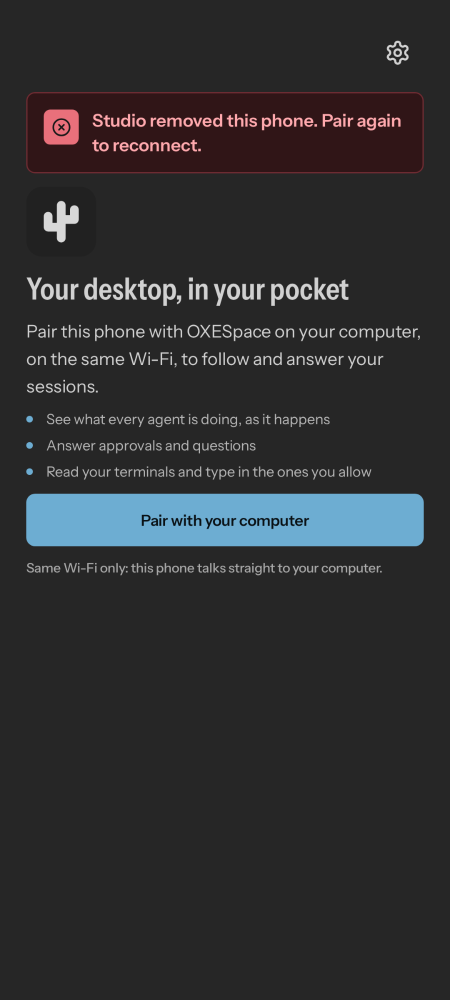 Studio removed this phone. Pair again
to reconnect.
Your desktop, in your pocket
Pair this phone with OXESpace on your computer,
on the same Wi-Fi, to follow and answer your
sessions.
See what every agent is doing, as it happens
Answer approvals and questions
Read your terminals and type in the ones you allow
Pair with your computer
Same Wi-Fi only: this phone talks straight to your computer.